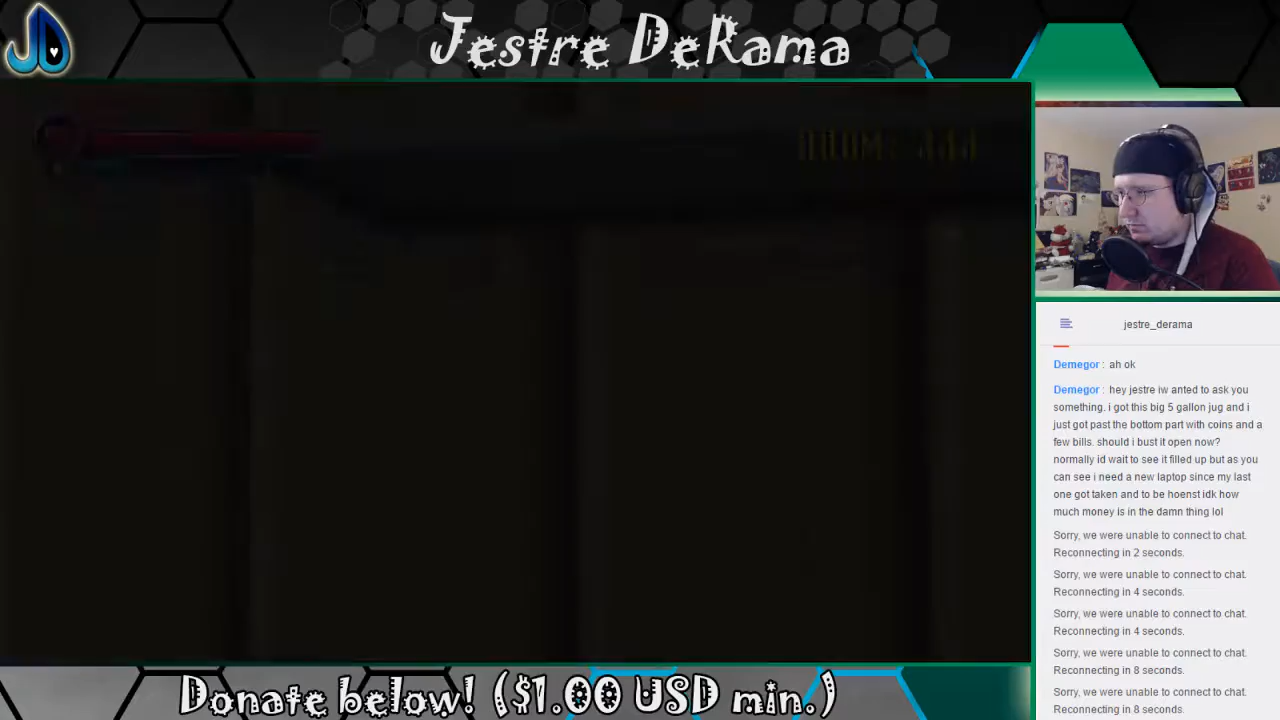 JD
Jestre DeRama
jestre_derama
Demegor : ah ok
Demegor : hey jestre iw anted to ask you
something. i got this big 5 gallon jug and i
just got past the bottom part with coins and a
few bills. should i bust it open now?
normally id wait to see it filled up but as you
can see i need a new laptop since my last
one got taken and to be hoenst idk how
much money is in the damn thing lol
Sorry, we were unable to connect to chat.
Reconnecting in 2 seconds.
Sorry, we were unable to connect to chat.
Reconnecting in 4 seconds.
Sorry, we were unable to connect to chat.
Reconnecting in 4 seconds.
Sorry, we were unable to connect to chat.
Reconnecting in 8 seconds.
Sorry, we were unable to connect to chat.
Reconnecting in 8 seconds.
Donate below! ($1.00 USD min.)